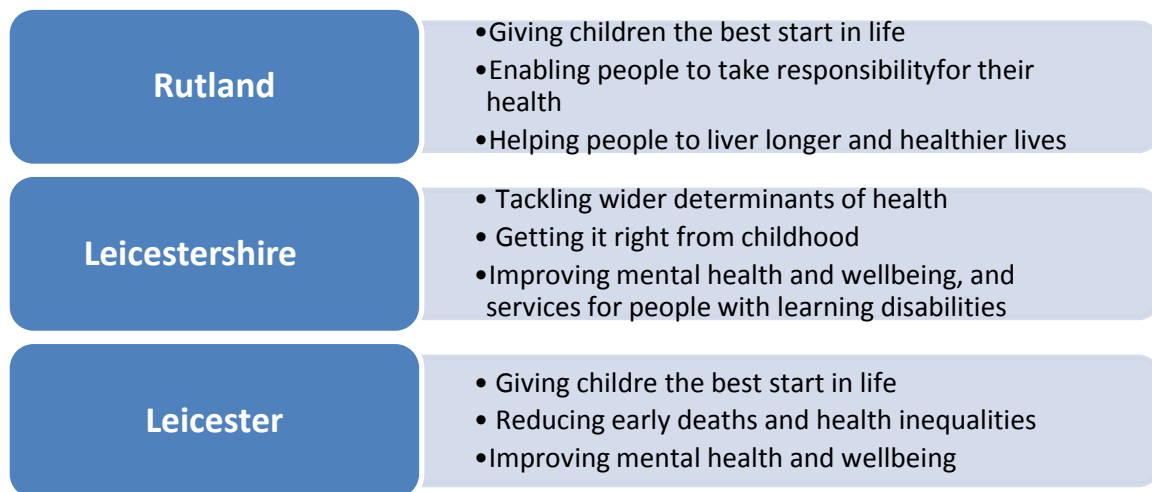 Rutland
•Giving children the best start in life
•Enabling people to take responsibilityfor their
health
•Helping people to liver longer and healthier lives
Leicestershire
• Tackling wider determinants of health
• Getting it right from childhood
•Improving mental health and wellbeing, and
services for people with learning disabilities
Leicester
• Giving childre the best start in life
• Reducing early deaths and health inequalities
•Improving mental health and wellbeing